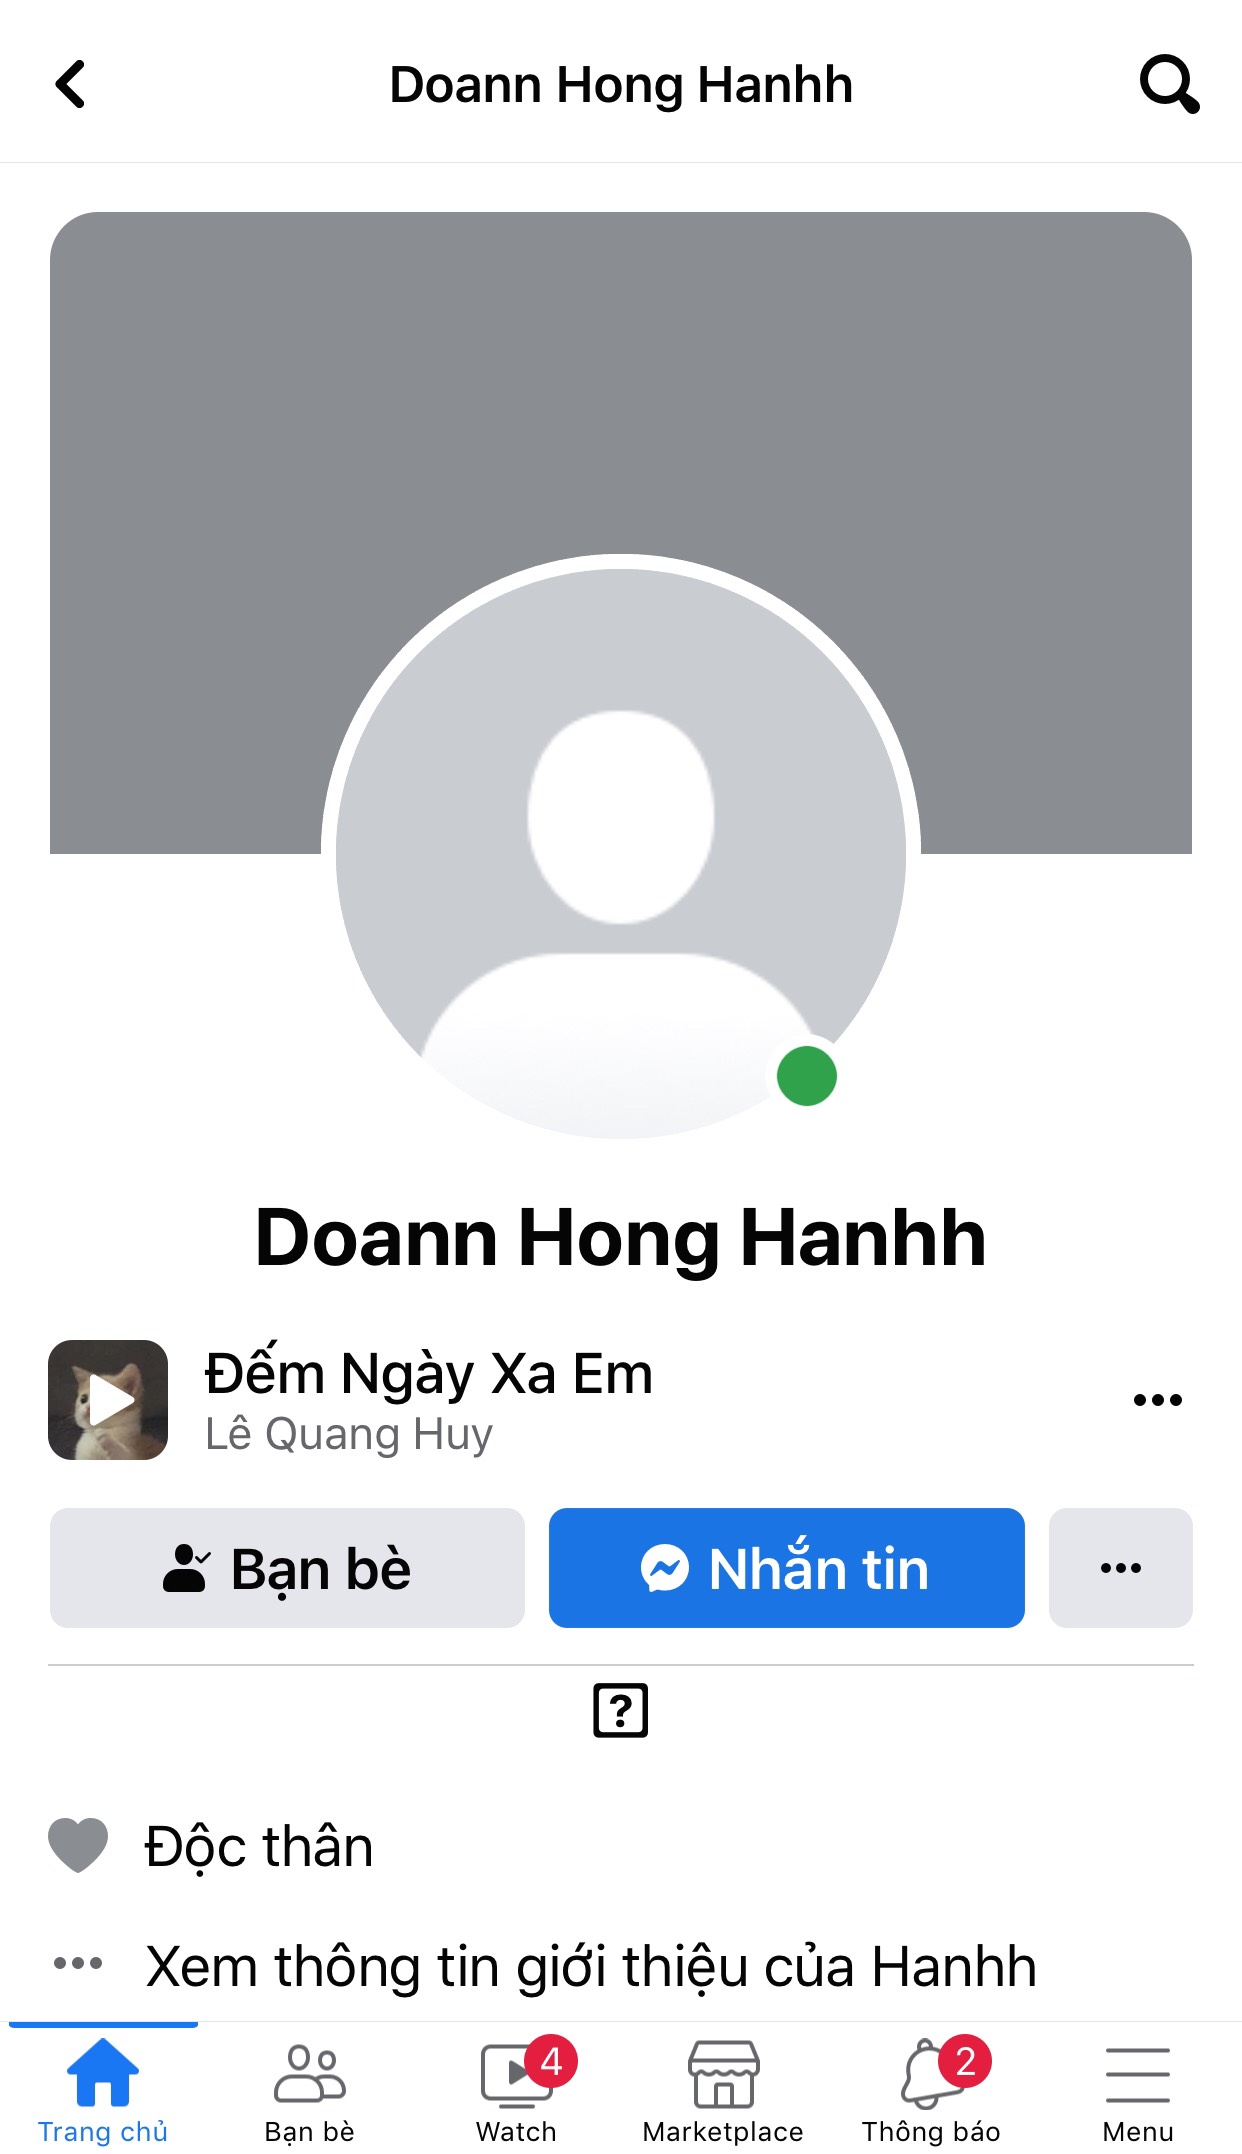 Doann Hong Hanhh
Doann Hong Hanhh
Đếm Ngày Xa Em
Lê Quang Huy
Bạn bè
Nhắn tin
?
Độc thân
Xem thông tin giới thiệu của Hanhh
4
2
Trang chủ
Bạn bè
Watch
Marketplace
Thông báo
Menu